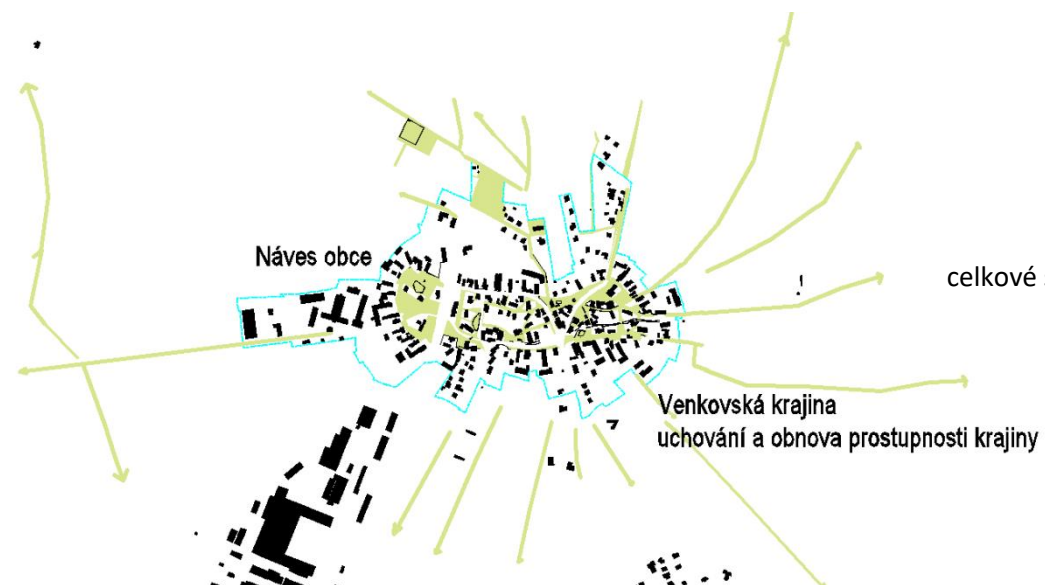 Náves obce
celkové
Venkovská krajina
uchování a obnova prostupnosti krajiny